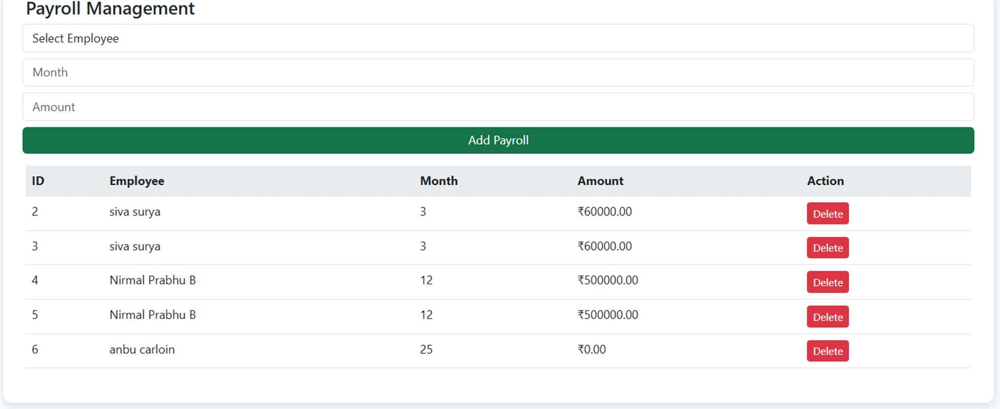 Payroll Management
Select Employee
Month
Amount
Add Payroll
ID Employee Month Amount Action
2 siva surya 3 ₹60000.00 Delete
3 siva surya 3 ₹60000.00 Delete
4 Nirmal Prabhu B 12 ₹500000.00 Delete
5 Nirmal Prabhu B 12 ₹500000.00 Delete
6 anbu carloin 25 ₹0.00 Delete